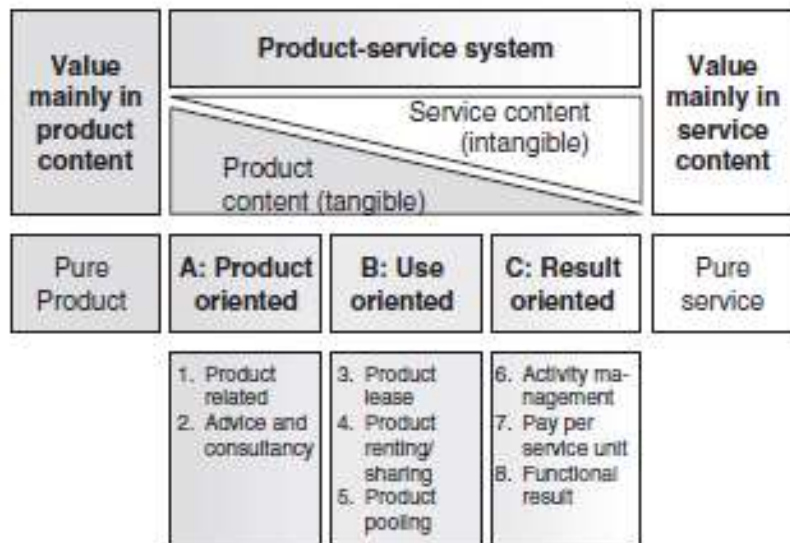 Value
mainly in
product
content
Product-service system
Service content
(intangible)
Product
content (tangible)
Value
mainly in
service
content
Pure
Product
A: Product
oriented
B: Use
oriented
C: Result
oriented
Pure
service
1. Product
related
2. Advice and
consultancy
3. Product
lease
4. Product
renting/
sharing
5. Product
pooling
6. Activity ma-
nagement
7. Pay per
service unit
8. Functional
result